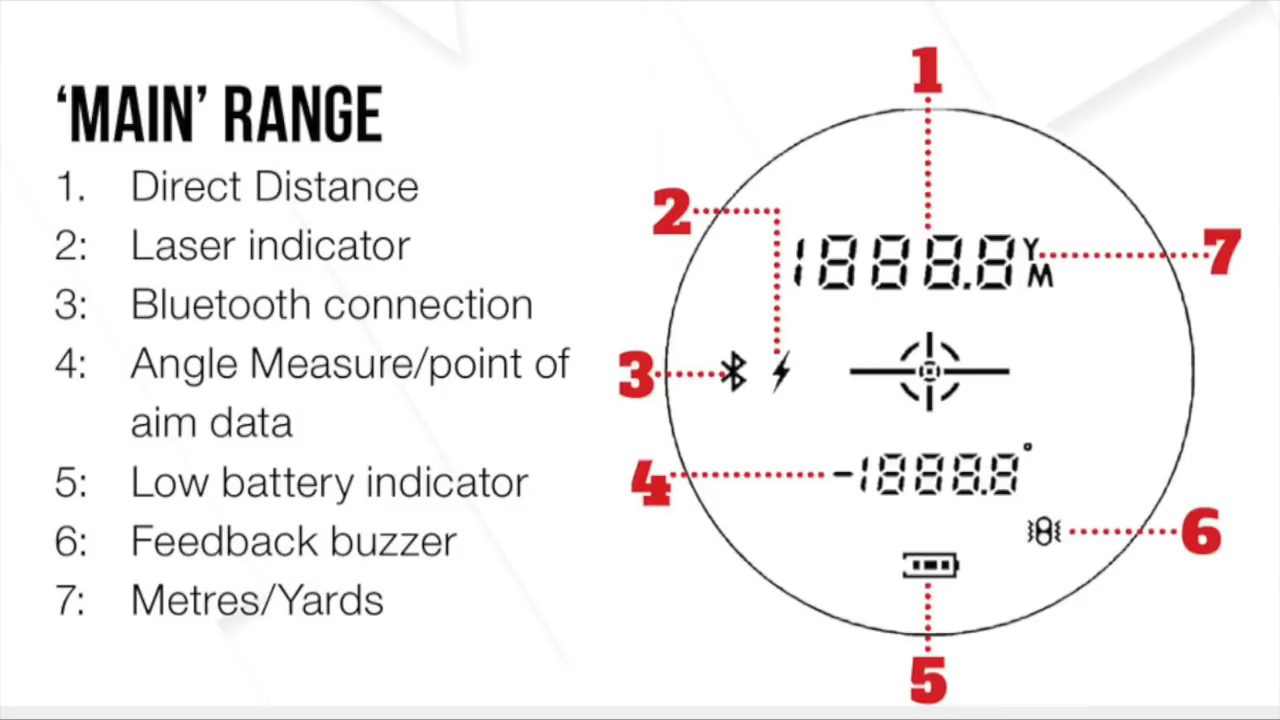 ‘MAIN’ RANGE
1. Direct Distance
2: Laser indicator
3: Bluetooth connection
4: Angle Measure/point of
aim data
5: Low battery indicator
6: Feedback buzzer
7: Metres/Yards
1
2
1888.8 Y
M
7
3
4
-1888.8°
6
5